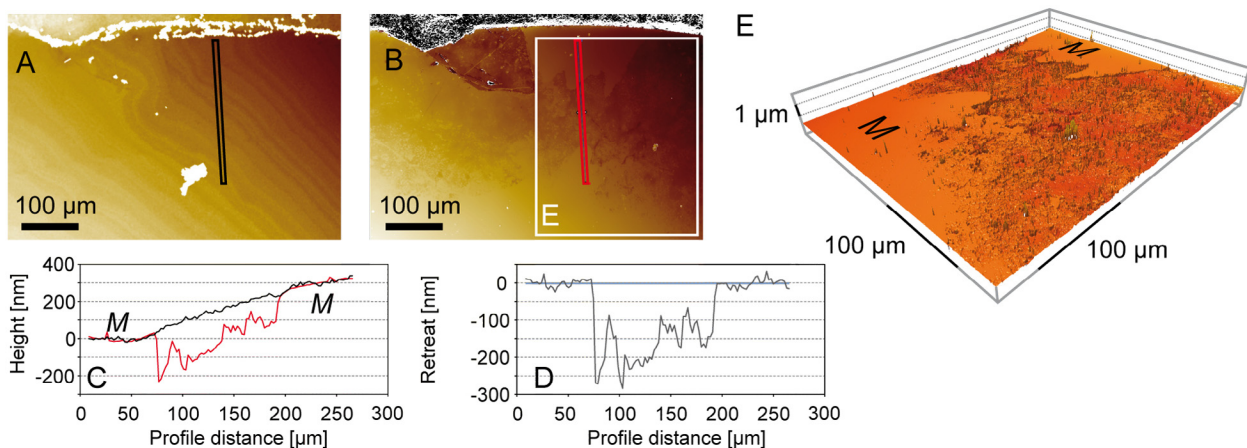 A
100 µm
B
E
100 µm
E
M
M
1 µm
100 µm
100 µm
Height [nm]
400
200
0
-200
M
M
C
0 50 100 150 200 250 300
Profile distance [µm]
Retreat [nm]
0
-100
-200
-300
D
0 50 100 150 200 250 300
Profile distance [µm]